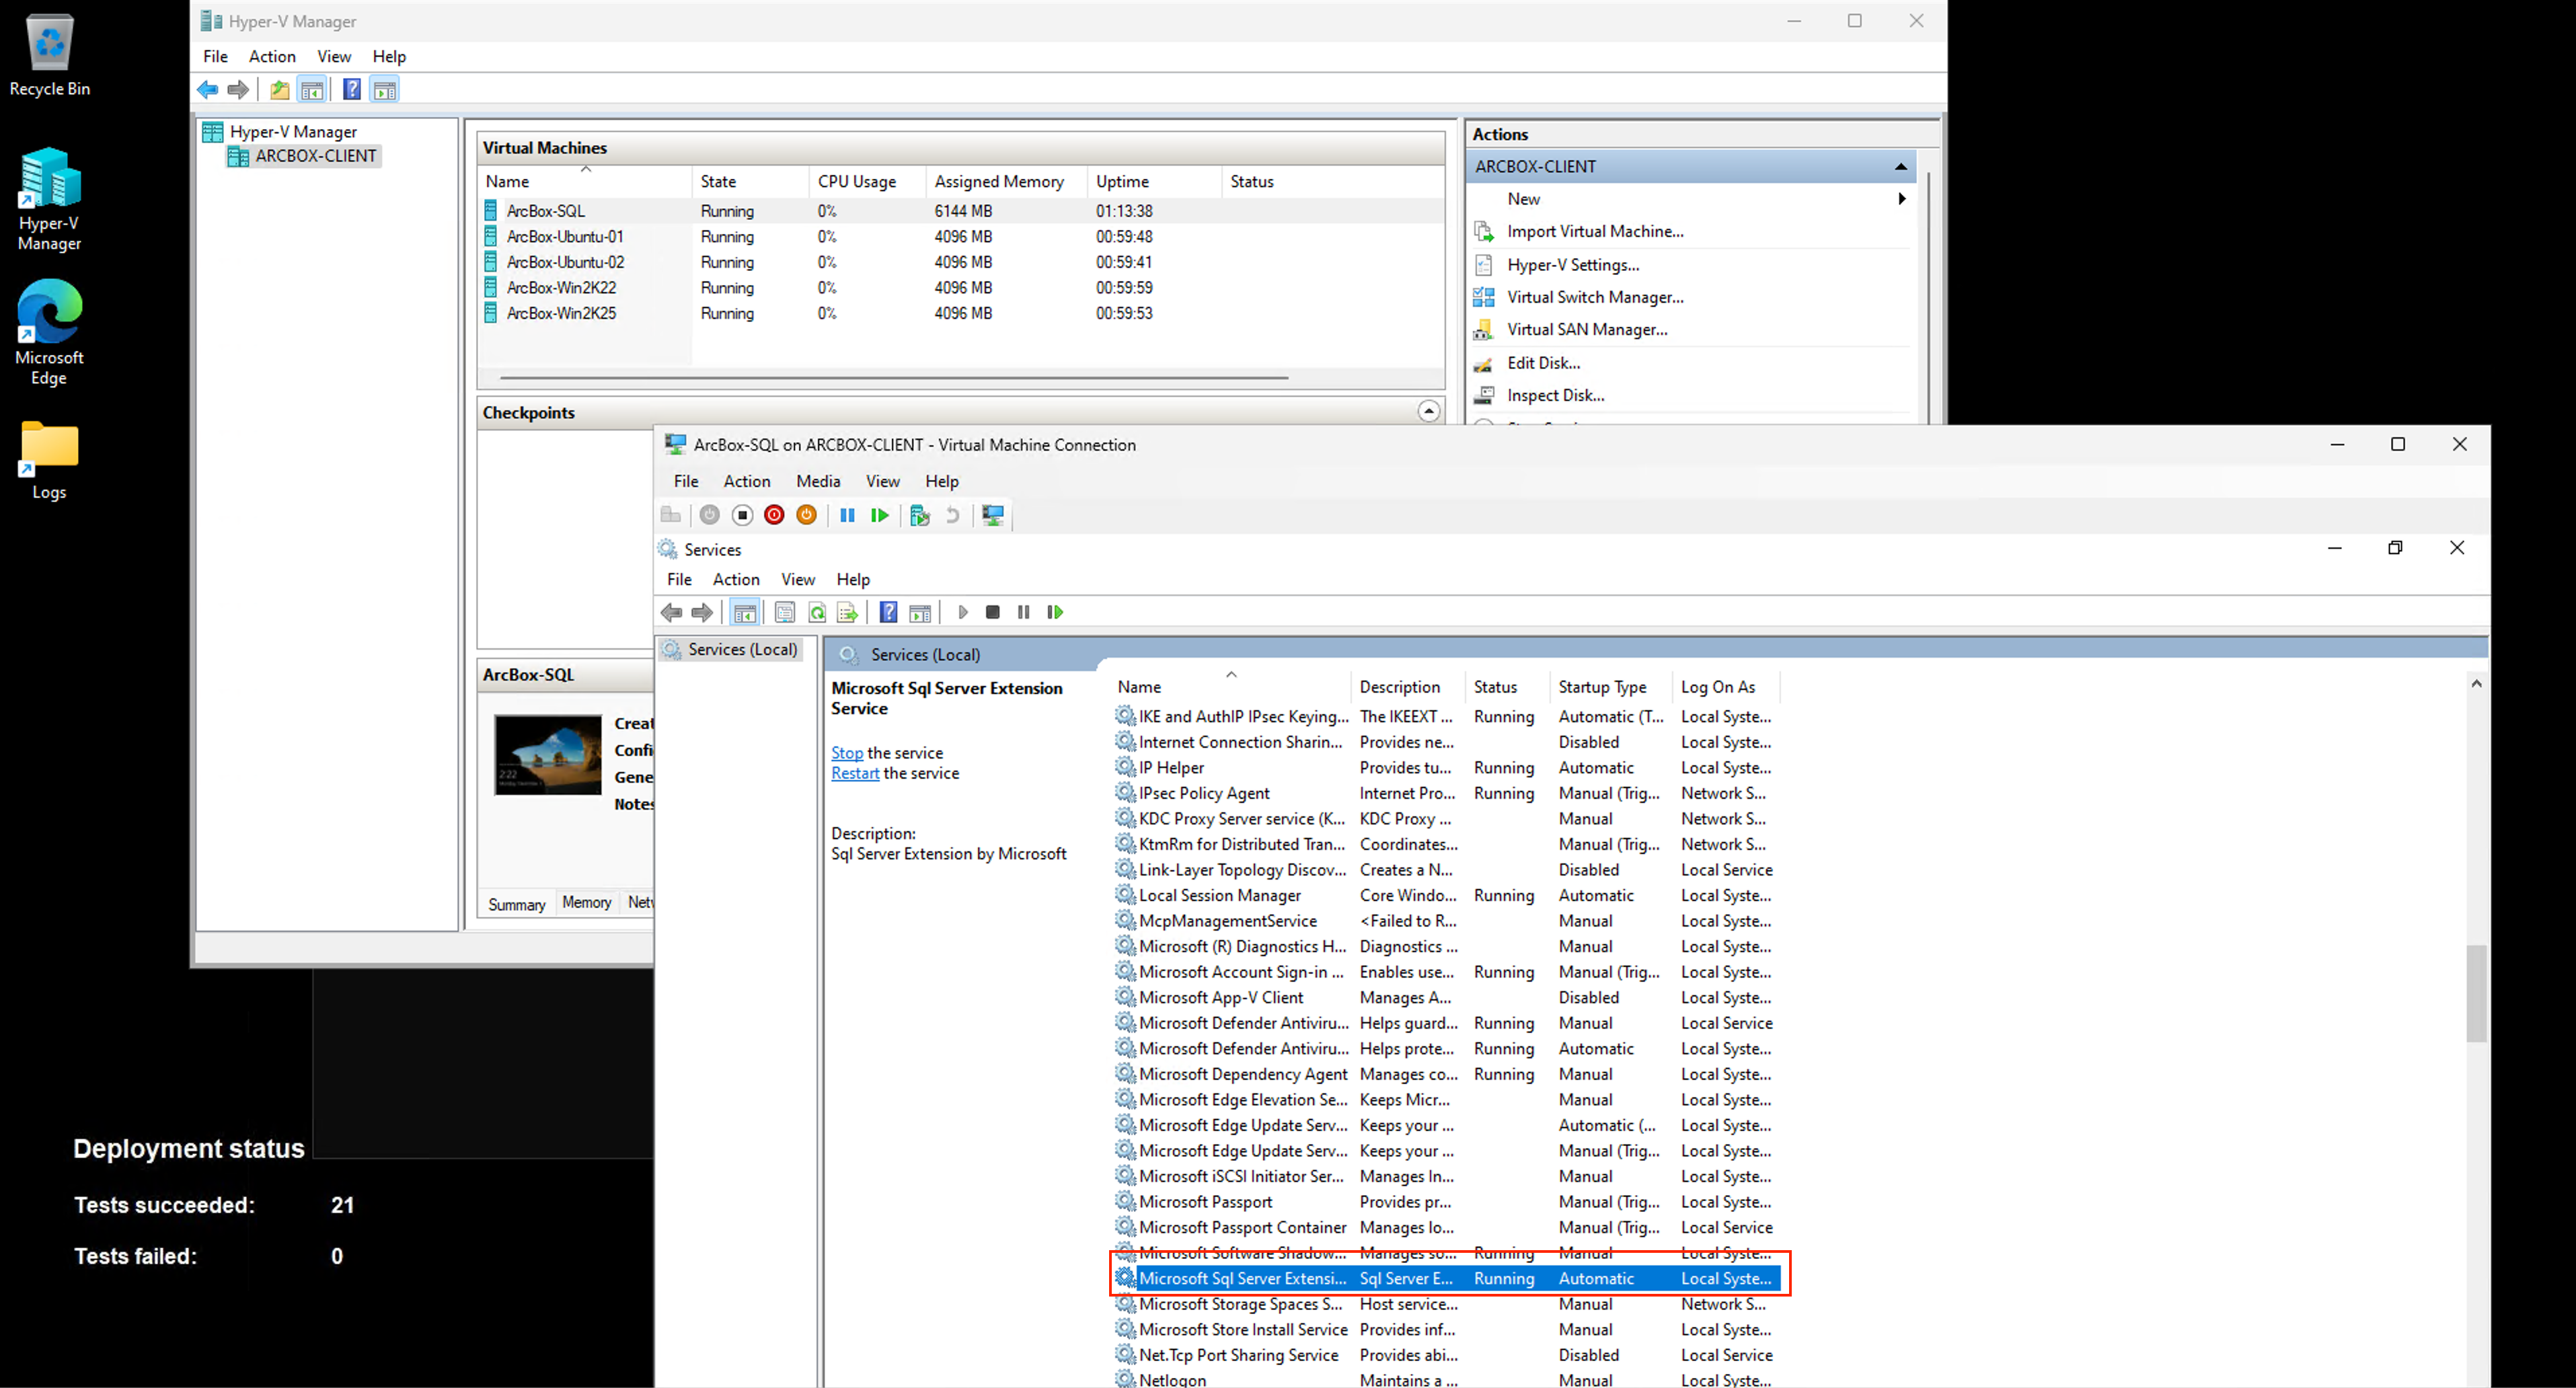 Recycle Bin
Hyper-V
Manager
Microsoft
Edge
Logs
Deployment status
Tests succeeded: 21
Tests failed: 0
Hyper-V Manager
File Action View Help
Hyper-V Manager
ARCBOX-CLIENT
Virtual Machines
Name State CPU Usage Assigned Memory Uptime Status
ArcBox-SQL Running 0% 6144 MB 01:13:38
ArcBox-Ubuntu-01 Running 0% 4096 MB 00:59:48
ArcBox-Ubuntu-02 Running 0% 4096 MB 00:59:41
ArcBox-Win2K22 Running 0% 4096 MB 00:59:59
ArcBox-Win2K25 Running 0% 4096 MB 00:59:53
Checkpoints
ArcBox-SQL
2:22
Creat
Confi
Gene
Notes
Summary Memory Netw
Actions
ARCBOX-CLIENT
New
Import Virtual Machine...
Hyper-V Settings...
Virtual Switch Manager...
Virtual SAN Manager...
Edit Disk...
Inspect Disk...
ArcBox-SQL on ARCBOX-CLIENT - Virtual Machine Connection
File Action Media View Help
Services
File Action View Help
Services (Local)
Services (Local)
Microsoft Sql Server Extension
Service
Stop the service
Restart the service
Description:
Sql Server Extension by Microsoft
Name Description Status Startup Type Log On As
IKE and AuthIP IPsec Keying... The IKEEXT ... Running Automatic (T... Local Syste...
Internet Connection Sharin... Provides ne... Disabled Local Syste...
IP Helper Provides tu... Running Automatic Local Syste...
IPsec Policy Agent Internet Pro... Running Manual (Trig... Network S...
KDC Proxy Server service (K... KDC Proxy ... Manual Network S...
KtmRm for Distributed Tran... Coordinates... Manual (Trig... Network S...
Link-Layer Topology Discov... Creates a N... Disabled Local Service
Local Session Manager Core Windo... Running Automatic Local Syste...
McpManagementService <Failed to R... Manual Local Syste...
Microsoft (R) Diagnostics H... Diagnostics ... Manual Local Syste...
Microsoft Account Sign-in ... Enables use... Running Manual (Trig... Local Syste...
Microsoft App-V Client Manages A... Disabled Local Syste...
Microsoft Defender Antiviru... Helps guard... Running Manual Local Service
Microsoft Defender Antiviru... Helps prote... Running Automatic Local Syste...
Microsoft Dependency Agent Manages co... Running Manual Local Syste...
Microsoft Edge Elevation Se... Keeps Micr... Manual Local Syste...
Microsoft Edge Update Serv... Keeps your ... Automatic (... Local Syste...
Microsoft Edge Update Serv... Keeps your ... Manual (Trig... Local Syste...
Microsoft iSCSI Initiator Ser... Manages In... Manual Local Syste...
Microsoft Passport Provides pr... Manual (Trig... Local Syste...
Microsoft Passport Container Manages lo... Manual (Trig... Local Service
Microsoft Software Shadow... Manages so... Running Manual Local Syste...
Microsoft Sql Server Extensi... Sql Server E... Running Automatic Local Syste...
Microsoft Storage Spaces S... Host service... Manual Network S...
Microsoft Store Install Service Provides inf... Manual Local Syste...
Net.Tcp Port Sharing Service Provides abi... Disabled Local Service
Netlogon Maintains a ... Manual Local Syste...